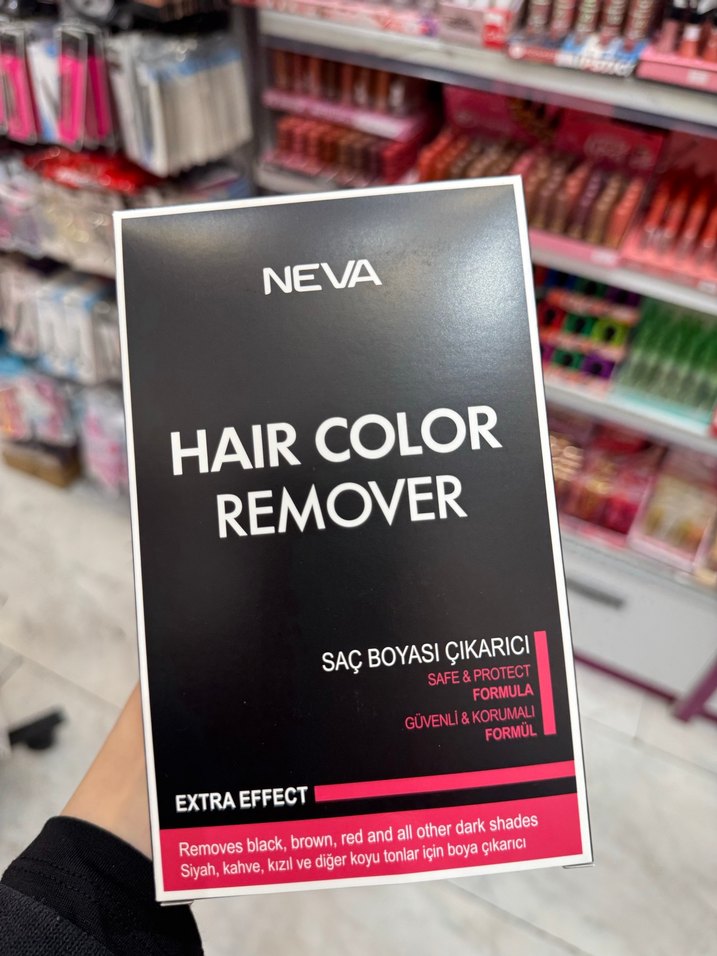 NEVA
HAIR COLOR
REMOVER
SAÇ BOYASI ÇIKARICI
SAFE & PROTECT
FORMULA
GÜVENLİ & KORUMALI
FORMÜL
EXTRA EFFECT
Removes black, brown, red and all other dark shades
Siyah, kahve, kızıl ve diğer koyu tonlar için boya çıkarıcı